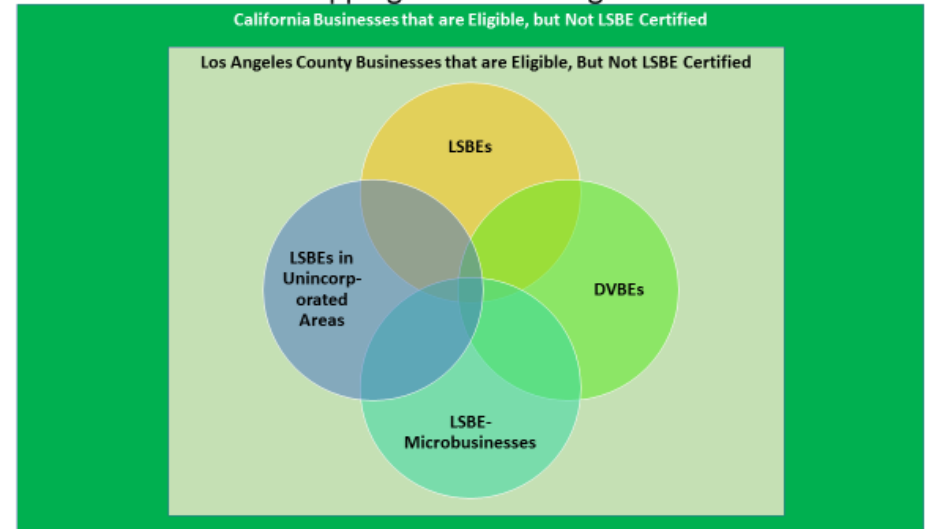 California Businesses that are Eligible, but Not LSBE Certified
Los Angeles County Businesses that are Eligible, But Not LSBE Certified
LSBEs
LSBEs in
Unincorp-
orated
Areas
DVBEs
LSBE-
Microbusinesses